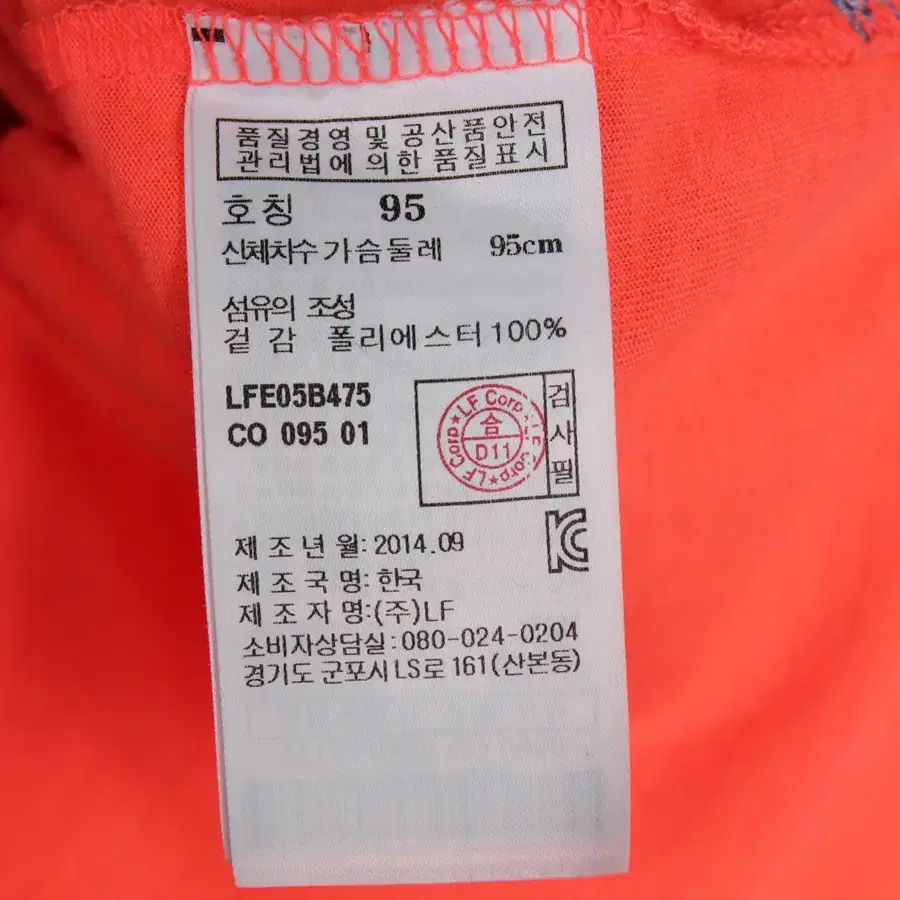 품질경영 및 공산품안전
관리법에 의한 품질표시
호칭 95
신체차수 가슴둘레 95cm
섬유의 조성
겉감 폴리에스터 100%
LFE05B475
CO 095 01
LF Corp★LF Corp★LF Corp★
合
D11
검사필
제조년월: 2014.09
제조국명: 한국
제조자명:(주)LF
소비자상담실:080-024-0204
경기도 군포시 LS로 161(산본동)